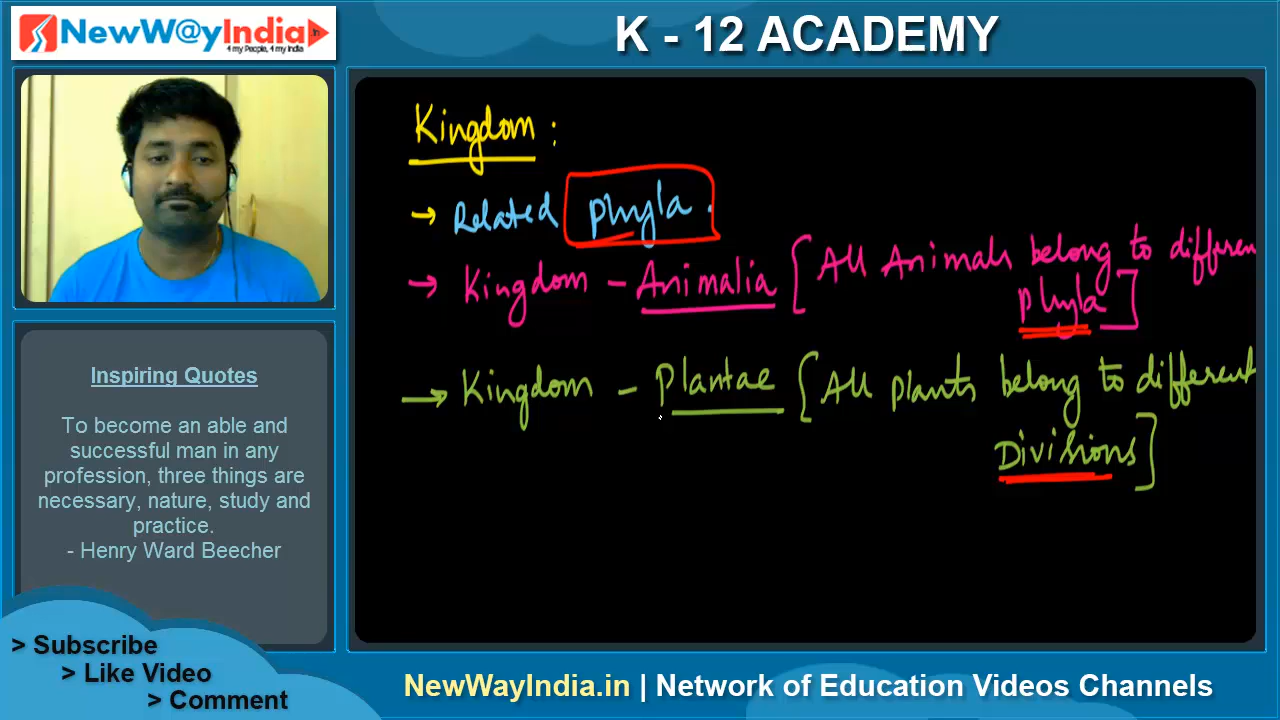 NewW@yIndia.in
4 my People, 4 my India
K - 12 ACADEMY
Kingdom :
→ Related Phyla.
→ Kingdom - Animalia [All Animals belong to differen
Phyla]
→ Kingdom - Plantae [All plants belong to different
Divisions]
Inspiring Quotes
To become an able and
successful man in any
profession, three things are
necessary, nature, study and
practice.
- Henry Ward Beecher
> Subscribe
> Like Video
> Comment
NewWayIndia.in | Network of Education Videos Channels